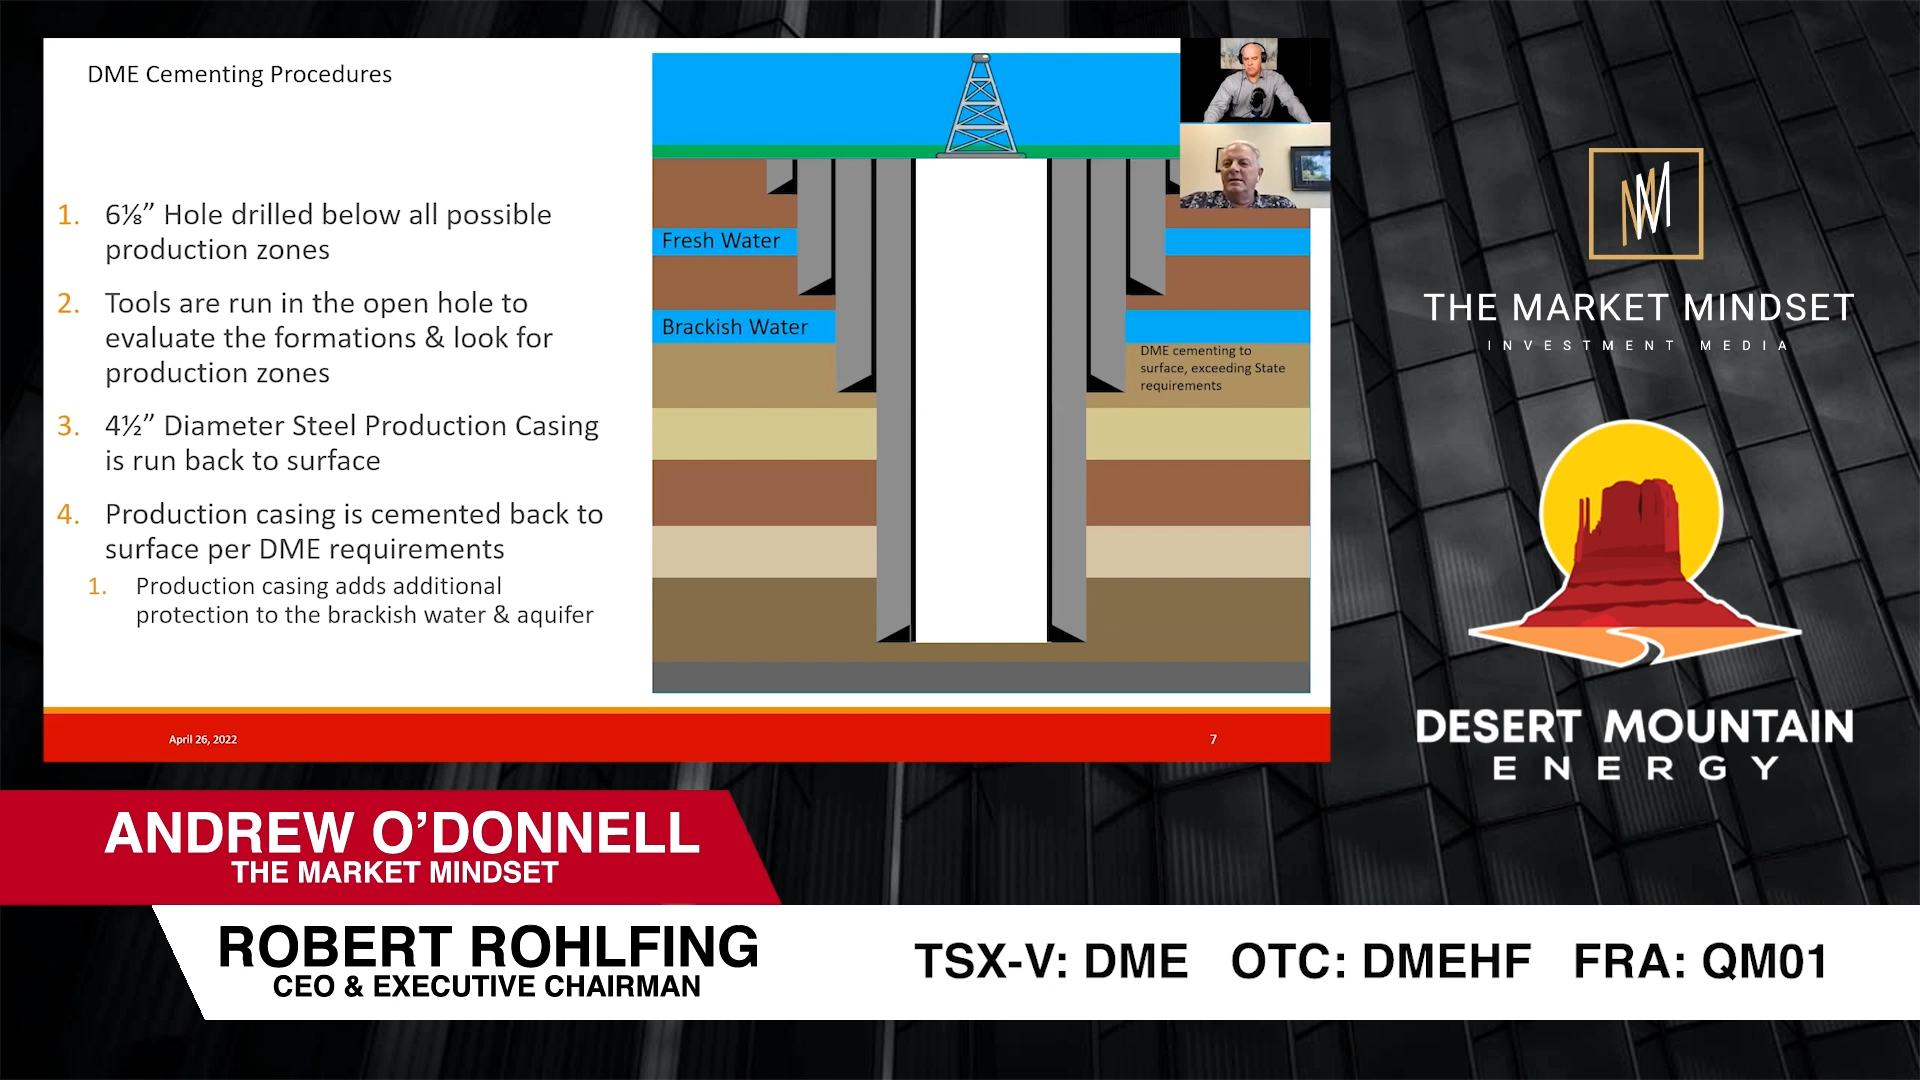 DME Cementing Procedures
1. 6⅛” Hole drilled below all possible
production zones
2. Tools are run in the open hole to
evaluate the formations & look for
production zones
3. 4½” Diameter Steel Production Casing
is run back to surface
4. Production casing is cemented back to
surface per DME requirements
1. Production casing adds additional
protection to the brackish water & aquifer
Fresh Water
Brackish Water
DME cementing to
surface, exceeding State
requirements
April 26, 2022
7
THE MARKET MINDSET
INVESTMENT MEDIA
DESERT MOUNTAIN
ENERGY
ANDREW O’DONNELL
THE MARKET MINDSET
ROBERT ROHLFING
CEO & EXECUTIVE CHAIRMAN
TSX-V: DME OTC: DMEHF FRA: QM01